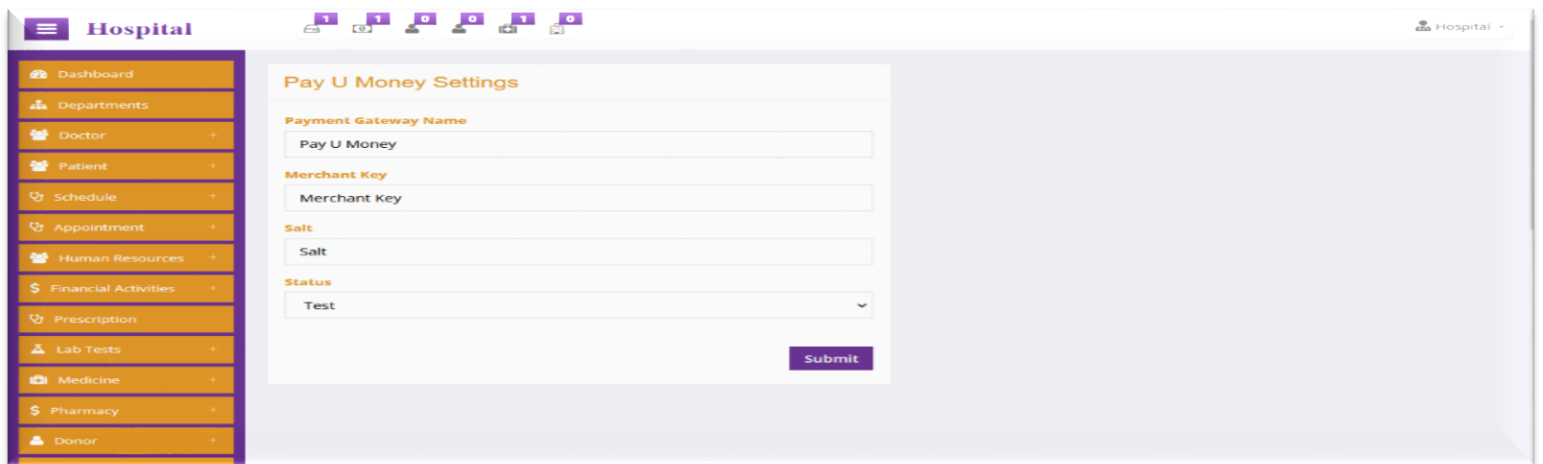 Hospital
1 1 0 0 1 0
Hospital
Dashboard
Departments
Doctor +
Patient +
Schedule +
Appointment +
Human Resources +
$ Financial Activities +
Prescription
Lab Tests +
Medicine +
$ Pharmacy +
Donor +
Pay U Money Settings
Payment Gateway Name
Pay U Money
Merchant Key
Merchant Key
Salt
Salt
Status
Test
Submit